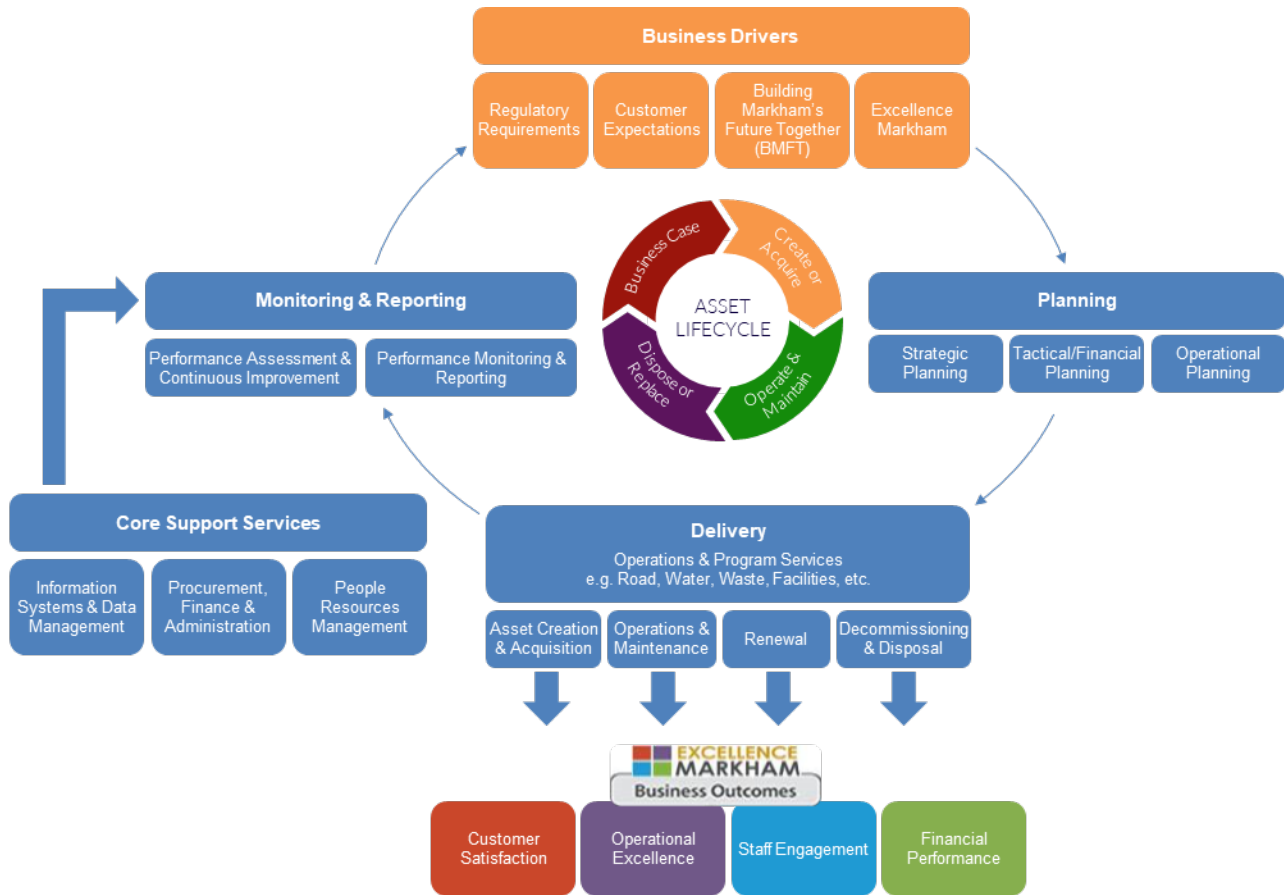 Business Drivers
Regulatory
Requirements
Customer
Expectations
Building
Markham's
Future Together
(BMFT)
Excellence
Markham
Business Case
Create or
Acquire
ASSET
LIFECYCLE
Dispose or
Replace
Operate &
Maintain
Monitoring & Reporting
Performance Assessment &
Continuous Improvement
Performance Monitoring &
Reporting
Planning
Strategic
Planning
Tactical/Financial
Planning
Operational
Planning
Core Support Services
Information
Systems & Data
Management
Procurement,
Finance &
Administration
People
Resources
Management
Delivery
Operations & Program Services
e.g. Road, Water, Waste, Facilities, etc.
Asset Creation
& Acquisition
Operations &
Maintenance
Renewal
Decommissioning
& Disposal
EXCELLENCE
MARKHAM
Business Outcomes
Customer
Satisfaction
Operational
Excellence
Staff Engagement
Financial
Performance